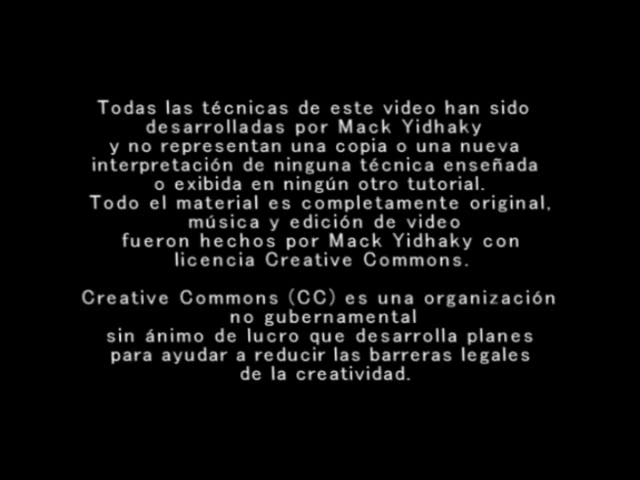 Todas las técnicas de este video han sido
desarrolladas por Mack Yidhaky
y no representan una copia o una nueva
interpretación de ninguna técnica enseñada
o exibida en ningún otro tutorial.
Todo el material es completamente original,
música y edición de video
fueron hechos por Mack Yidhaky con
licencia Creative Commons.
Creative Commons (CC) es una organización
no gubernamental
sin ánimo de lucro que desarrolla planes
para ayudar a reducir las barreras legales
de la creatividad.